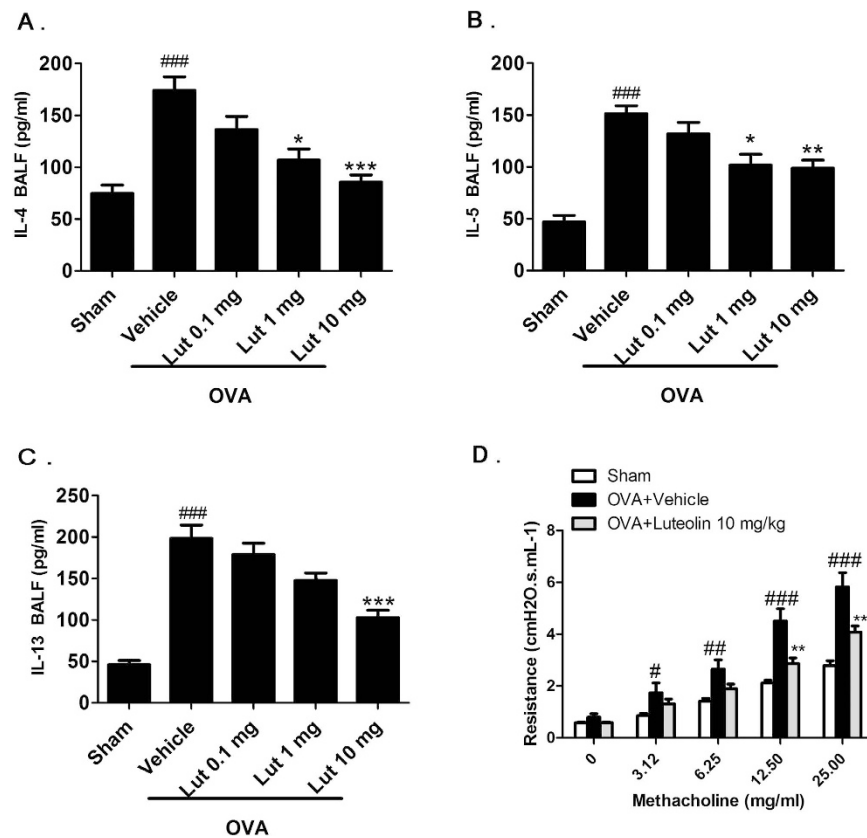 A .
IL-4 BALF (pg/ml)
200
150
100
50
0
###
*
***
Sham
Vehicle
Lut 0.1 mg
Lut 1 mg
Lut 10 mg
OVA
B .
IL-5 BALF (pg/ml)
200
150
100
50
0
###
*
**
Sham
Vehicle
Lut 0.1 mg
Lut 1 mg
Lut 10 mg
OVA
C .
IL-13 BALF (pg/ml)
250
200
150
100
50
0
###
***
Sham
Vehicle
Lut 0.1 mg
Lut 1 mg
Lut 10 mg
OVA
D .
Sham
OVA+Vehicle
OVA+Luteolin 10 mg/kg
Resistance (cmH2O.s.mL-1)
8
6
4
2
0
#
##
###
**
###
**
0
3.12
6.25
12.50
25.00
Methacholine (mg/ml)